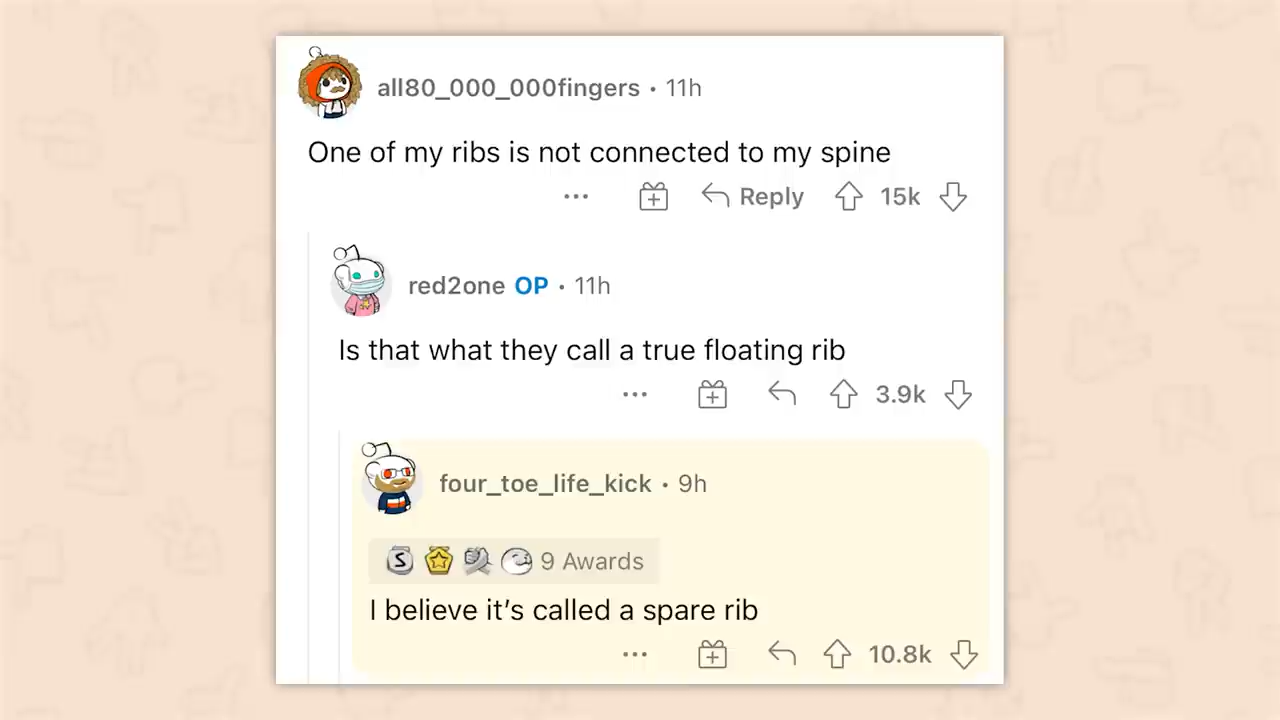 all80_000_000fingers • 11h
One of my ribs is not connected to my spine
Reply 15k
red2one OP • 11h
Is that what they call a true floating rib
3.9k
four_toe_life_kick • 9h
S 9 Awards
I believe it's called a spare rib
10.8k